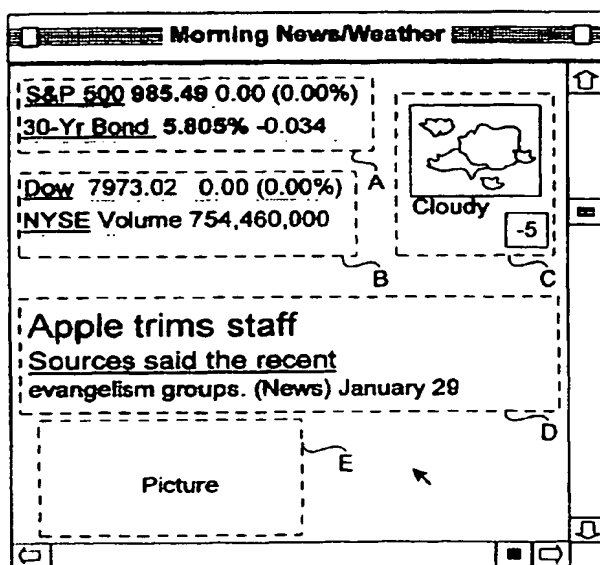 Morning News/Weather
S&P 500 985.49 0.00 (0.00%)
30-Yr Bond 5.805% -0.034
A
Dow 7973.02 0.00 (0.00%)
NYSE Volume 754,460,000
B
Cloudy
-5
C
Apple trims staff
Sources said the recent
evangelism groups. (News) January 29
D
Picture
E